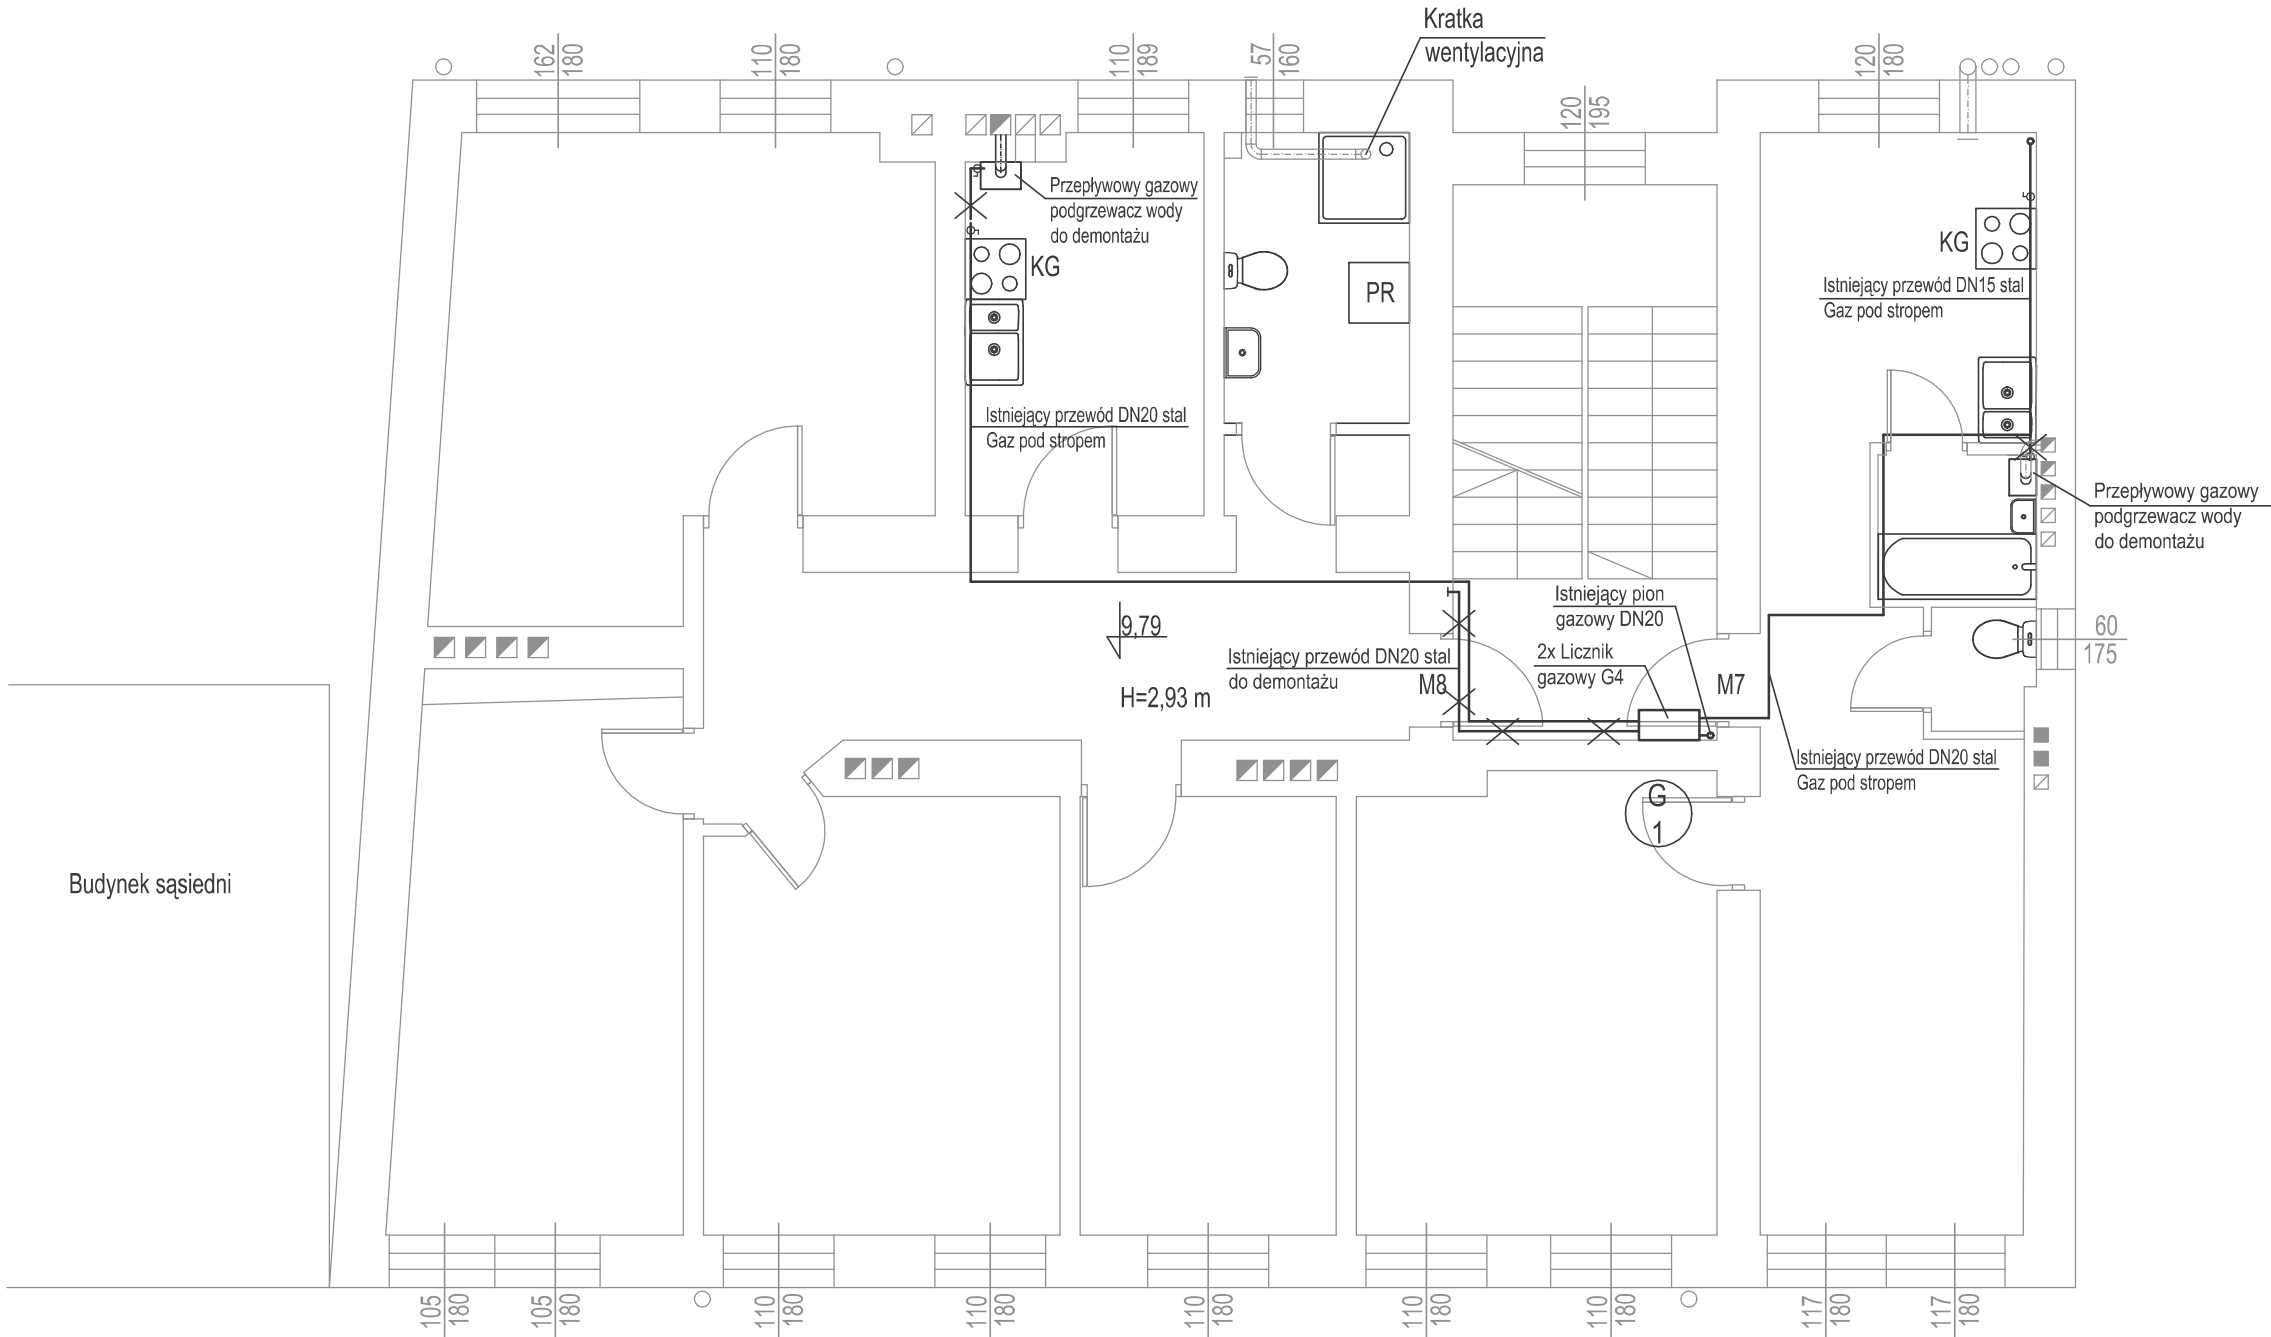 Kratka
wentylacyjna
162
180
110
180
110
189
57
160
120
195
120
180
Przepływowy gazowy
podgrzewacz wody
do demontażu
KG
PR
KG
Istniejący przewód DN15 stal
Gaz pod stropem
Istniejący przewód DN20 stal
Gaz pod stropem
Przepływowy gazowy
podgrzewacz wody
do demontażu
Istniejący pion
gazowy DN20
9,79
60
175
2x Licznik
gazowy G4
Istniejący przewód DN20 stal
do demontażu
M8
M7
H=2,93 m
Istniejący przewód DN20 stal
Gaz pod stropem
G
1
Budynek sąsiedni
105
180
105
180
110
180
110
180
110
180
110
180
110
180
117
180
117
180